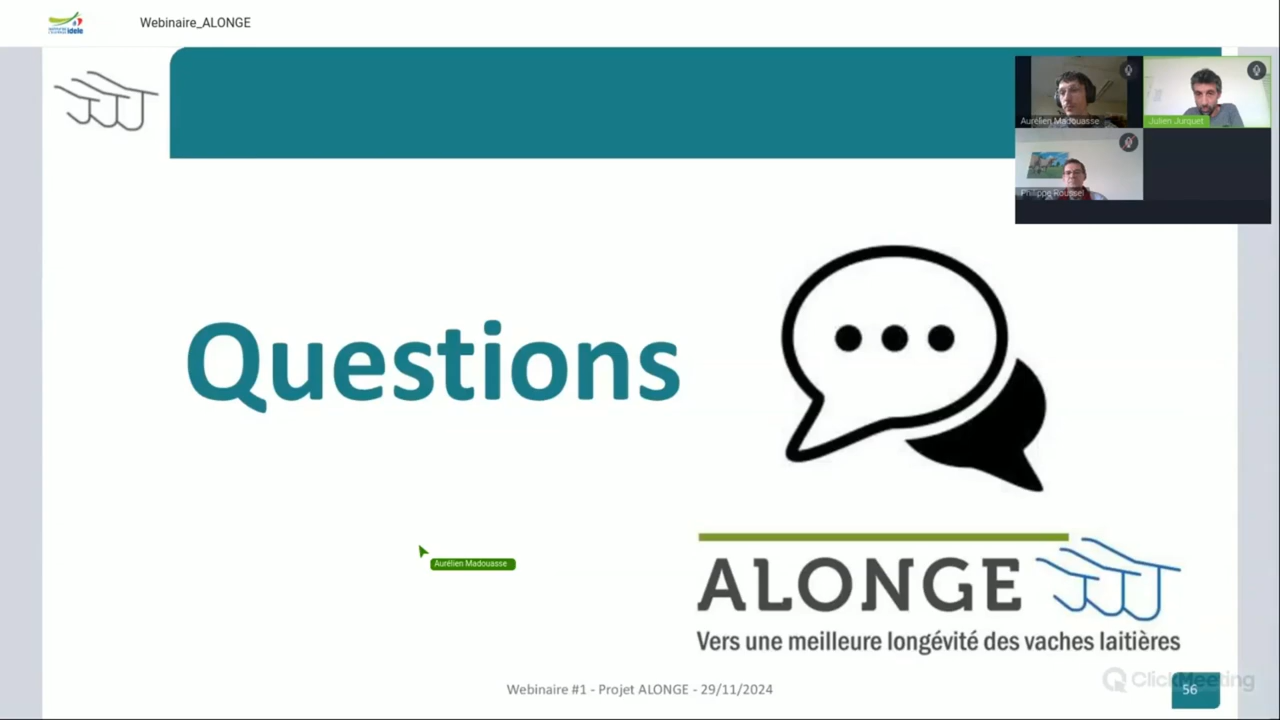 Webinaire_ALONGE
idele
Aurélien Madouasse
Julien Jurquet
Philippe Roussel
Questions
Aurélien Madouasse
ALONGE
Vers une meilleure longévité des vaches laitières
Webinaire #1 - Projet ALONGE - 29/11/2024
ClickMeeting
56